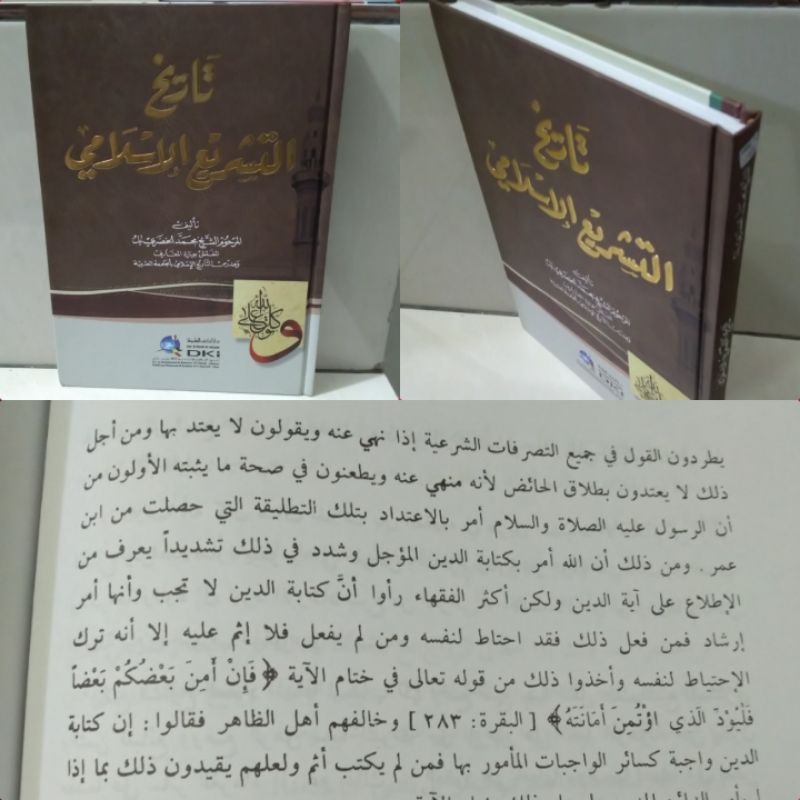 تاريخ
التشريع الإسلامي
تأليف
المرحوم الشيخ محمد الخضري بك
DKi
تاريخ
التشريع الإسلامي
يطردون القول في جميع التصرفات الشرعية إذا نهي عنه ويقولون لا يعتد بها ومن أجل
ذلك لا يعتدون بطلاق الحائض لأنه منهي عنه ويطعنون في صحة ما يثبته الأولون من
أن الرسول عليه الصلاة والسلام أمر بالاعتداد بتلك التطليقة التي حصلت من ابن
عمر . ومن ذلك أن الله أمر بكتابة الدين المؤجل وشدد في ذلك تشديداً يعرف من
الإطلاع على آية الدين ولكن أكثر الفقهاء رأوا أنَّ كتابة الدين لا تجب وأنها أمر
إرشاد فمن فعل ذلك فقد احتاط لنفسه ومن لم يفعل فلا إثم عليه إلا أنه ترك
الإحتياط لنفسه وأخذوا ذلك من قوله تعالى في ختام الآية ﴿فَإِنْ أَمِنَ بَعْضُكُمْ بَعْضاً
فَلْيُؤَدِّ الَّذِي اؤْتُمِنَ أَمَانَتَهُ﴾ [البقرة: ٢٨٣] وخالفهم أهل الظاهر فقالوا: إن كتابة
الدين واجبة كسائر الواجبات المأمور بها فمن لم يكتب أثم ولعلهم يقيدون ذلك بما إذا